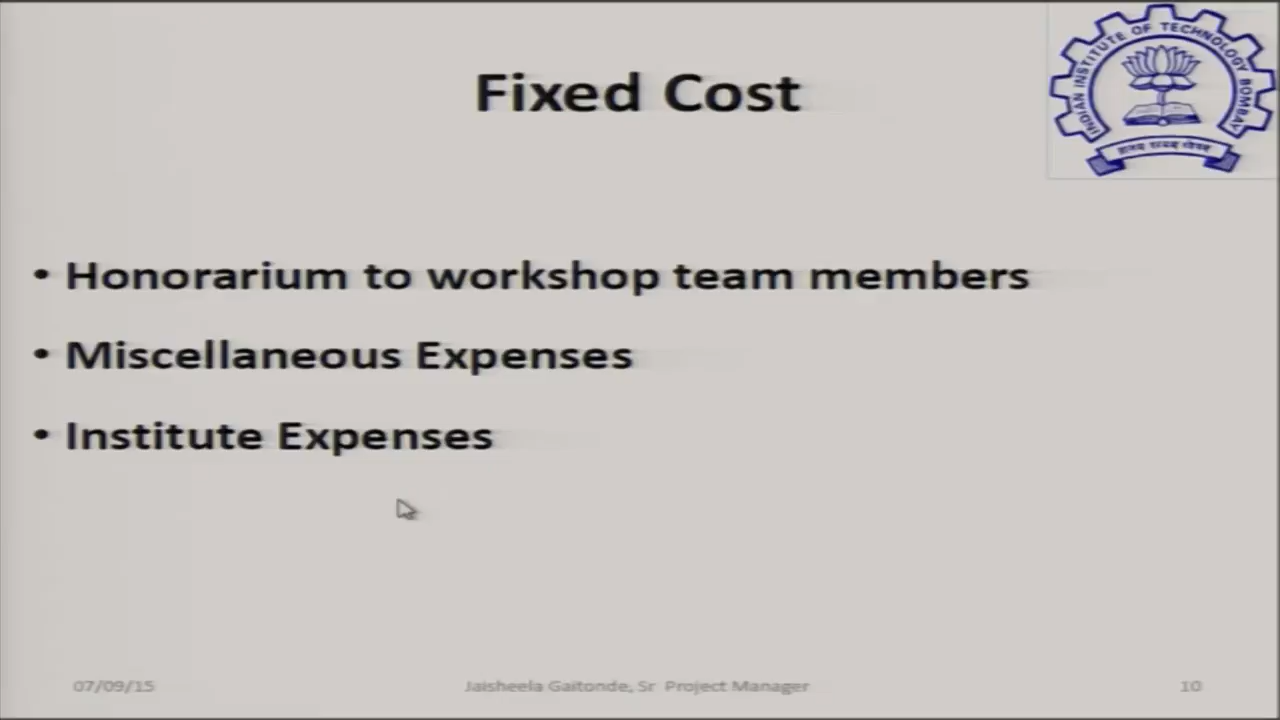 Fixed Cost
INDIAN INSTITUTE OF TECHNOLOGY BOMBAY
• Honorarium to workshop team members
• Miscellaneous Expenses
• Institute Expenses
07/09/15
Jaisheela Gaitonde, Sr Project Manager
10